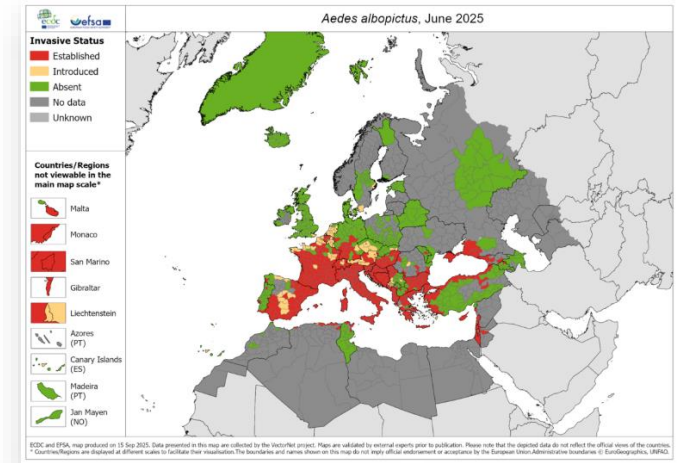 ecdc
efsa
Aedes albopictus, June 2025
Invasive Status
Established
Introduced
Absent
No data
Unknown
Countries/Regions
not viewable in the
main map scale*
Malta
Monaco
San Marino
Gibraltar
Liechtenstein
Azores
(PT)
Canary Islands
(ES)
Madeira
(PT)
Jan Mayen
(NO)
ECDC and EFSA, map produced on 15 Sep 2025. Data presented in this map are collected by the VectorNet project. Maps are validated by external experts prior to publication. Please note that the depicted data do not reflect the official views of the countries.
* Countries/Regions are displayed at different scales to facilitate their visualisation. The boundaries and names shown on this map do not imply official endorsement or acceptance by the European Union. Administrative boundaries © EuroGeographics, UNFAO.